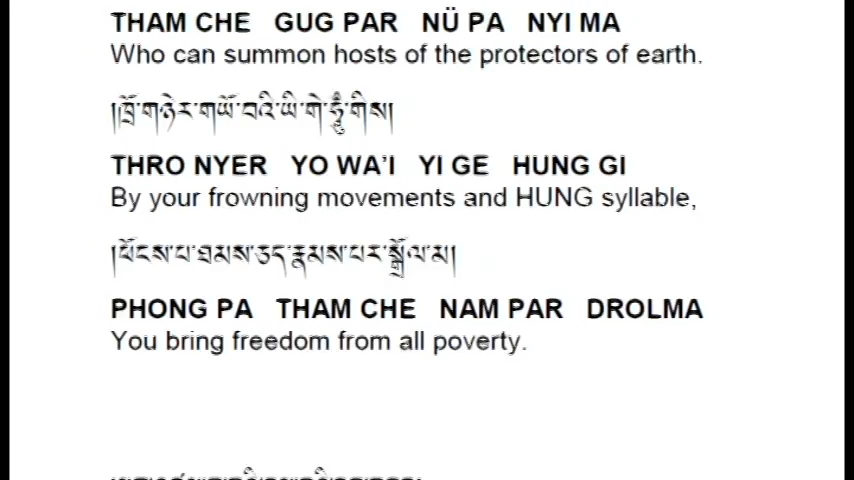 THAM CHE GUG PAR NÜ PA NYI MA
Who can summon hosts of the protectors of earth.
།ཁྲོ་གཉེར་གཡོ་བའི་ཡི་གེ་ཧཱུྃ་གིས།
THRO NYER YO WA’I YI GE HUNG GI
By your frowning movements and HUNG syllable,
།ཕོངས་པ་ཐམས་ཅད་རྣམས་པར་སྒྲོལ་མ།
PHONG PA THAM CHE NAM PAR DROLMA
You bring freedom from all poverty.